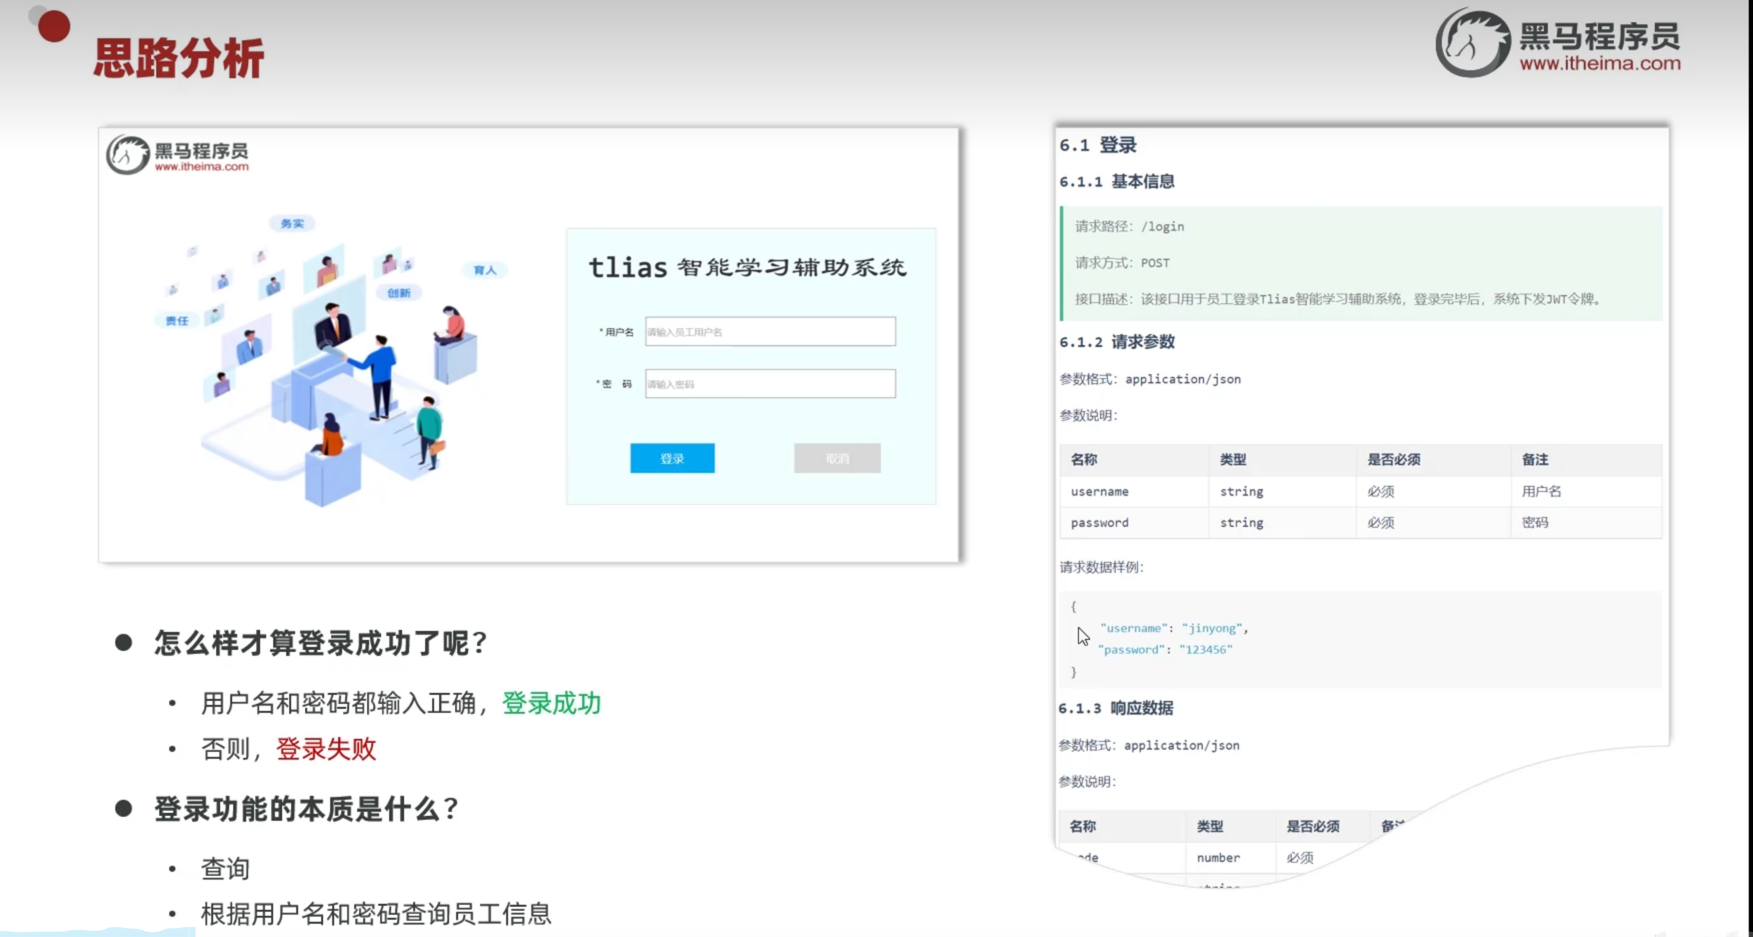 思路分析
黑马程序员
www.itheima.com
黑马程序员
www.itheima.com
务实
育人
创新
责任
tlias 智能学习辅助系统
*用户名 请输入员工用户名
*密 码 请输入密码
登录 取消
怎么样才算登录成功了呢？
用户名和密码都输入正确，登录成功
否则，登录失败
登录功能的本质是什么？
查询
根据用户名和密码查询员工信息
6.1 登录
6.1.1 基本信息
请求路径：/login
请求方式：POST
接口描述：该接口用于员工登录Tlias智能学习辅助系统，登录完毕后，系统下发JWT令牌。
6.1.2 请求参数
参数格式：application/json
参数说明：
名称 类型 是否必须 备注
username string 必须 用户名
password string 必须 密码
请求数据样例：
{
"username": "jinyong",
"password": "123456"
}
6.1.3 响应数据
参数格式：application/json
参数说明：
名称 类型 是否必须
number 必须